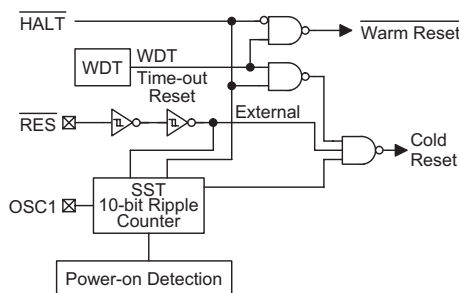 HALT
WDT
WDT
Time-out
Reset
Warm Reset
RES
External
Cold
Reset
SST
10-bit Ripple
Counter
OSC1
Power-on Detection